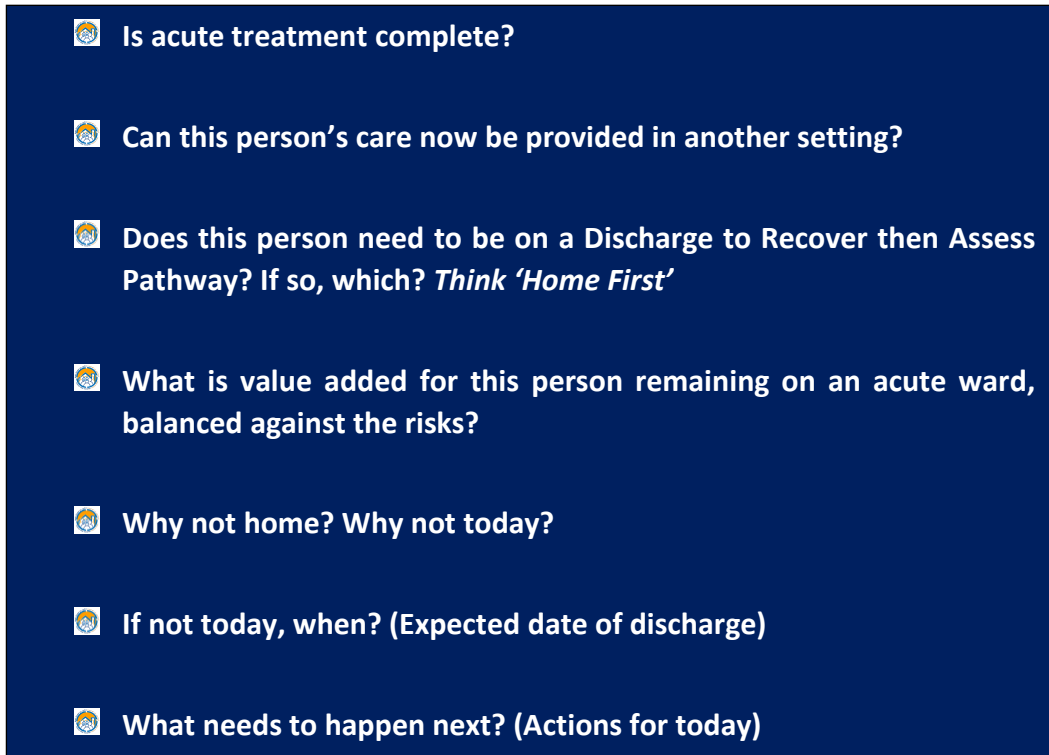 Is acute treatment complete?
Can this person’s care now be provided in another setting?
Does this person need to be on a Discharge to Recover then Assess
Pathway? If so, which? Think ‘Home First’
What is value added for this person remaining on an acute ward,
balanced against the risks?
Why not home? Why not today?
If not today, when? (Expected date of discharge)
What needs to happen next? (Actions for today)